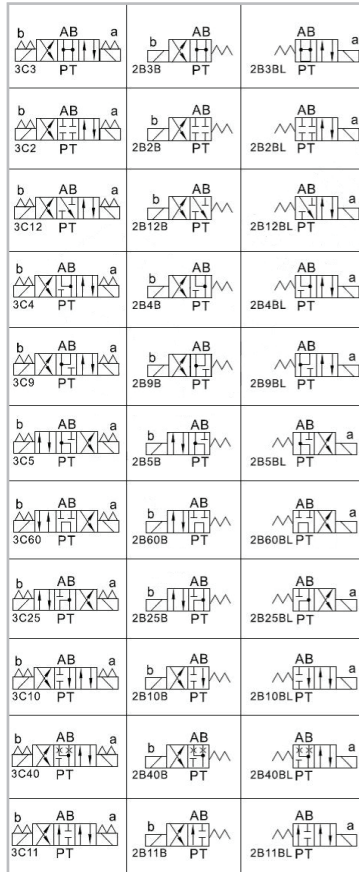 b AB a b AB AB a
3C3 PT 2B3B PT 2B3BL PT
b AB a b AB AB a
3C2 PT 2B2B PT 2B2BL PT
b AB a b AB AB a
3C12 PT 2B12B PT 2B12BL PT
b AB a b AB AB a
3C4 PT 2B4B PT 2B4BL PT
b AB a b AB AB a
3C9 PT 2B9B PT 2B9BL PT
b AB a b AB AB a
3C5 PT 2B5B PT 2B5BL PT
b AB a b AB AB a
3C60 PT 2B60B PT 2B60BL PT
b AB a b AB AB a
3C25 PT 2B25B PT 2B25BL PT
b AB a b AB AB a
3C10 PT 2B10B PT 2B10BL PT
b AB a b AB AB a
3C40 PT 2B40B PT 2B40BL PT
b AB a b AB AB a
3C11 PT 2B11B PT 2B11BL PT